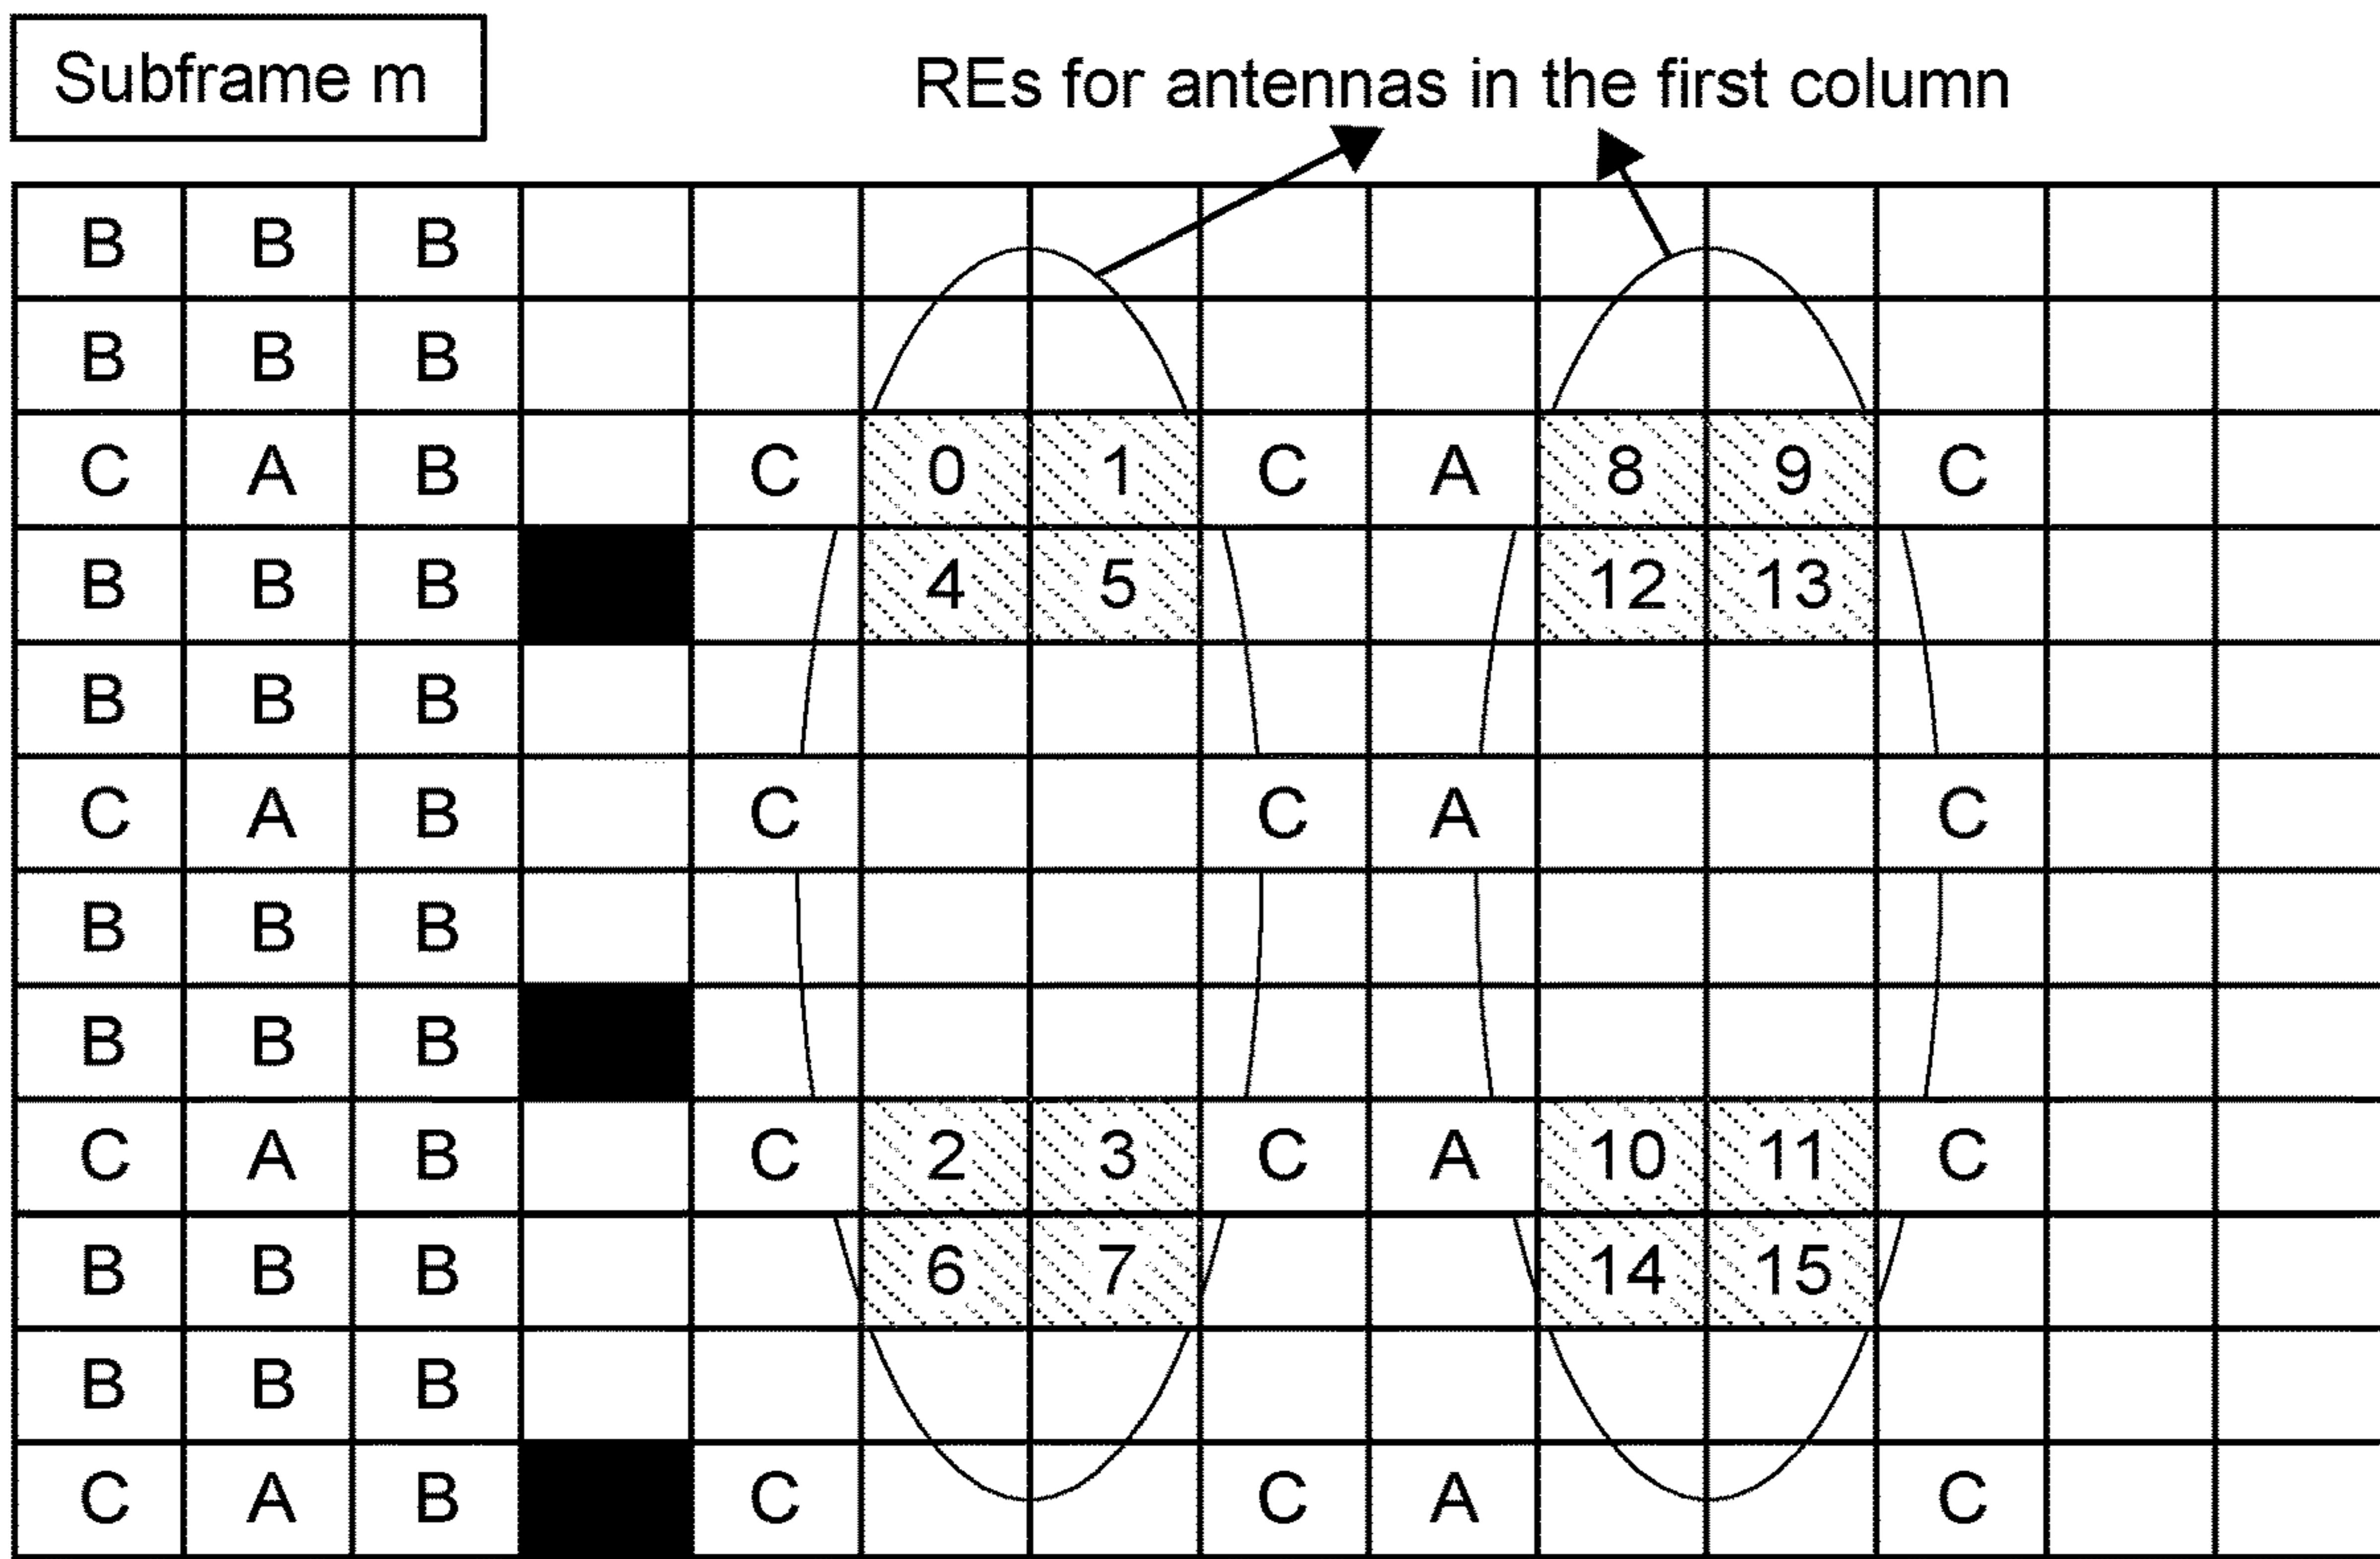 Subframe m
REs for antennas in the first column
B B B
B B B
C A B C 0 1 C A 8 9 C
B B B 4 5 12 13
B B B
C A B C C A C
B B B
B B B
C A B C 2 3 C A 10 11 C
B B B 6 7 14 15
B B B
C A B C C A C